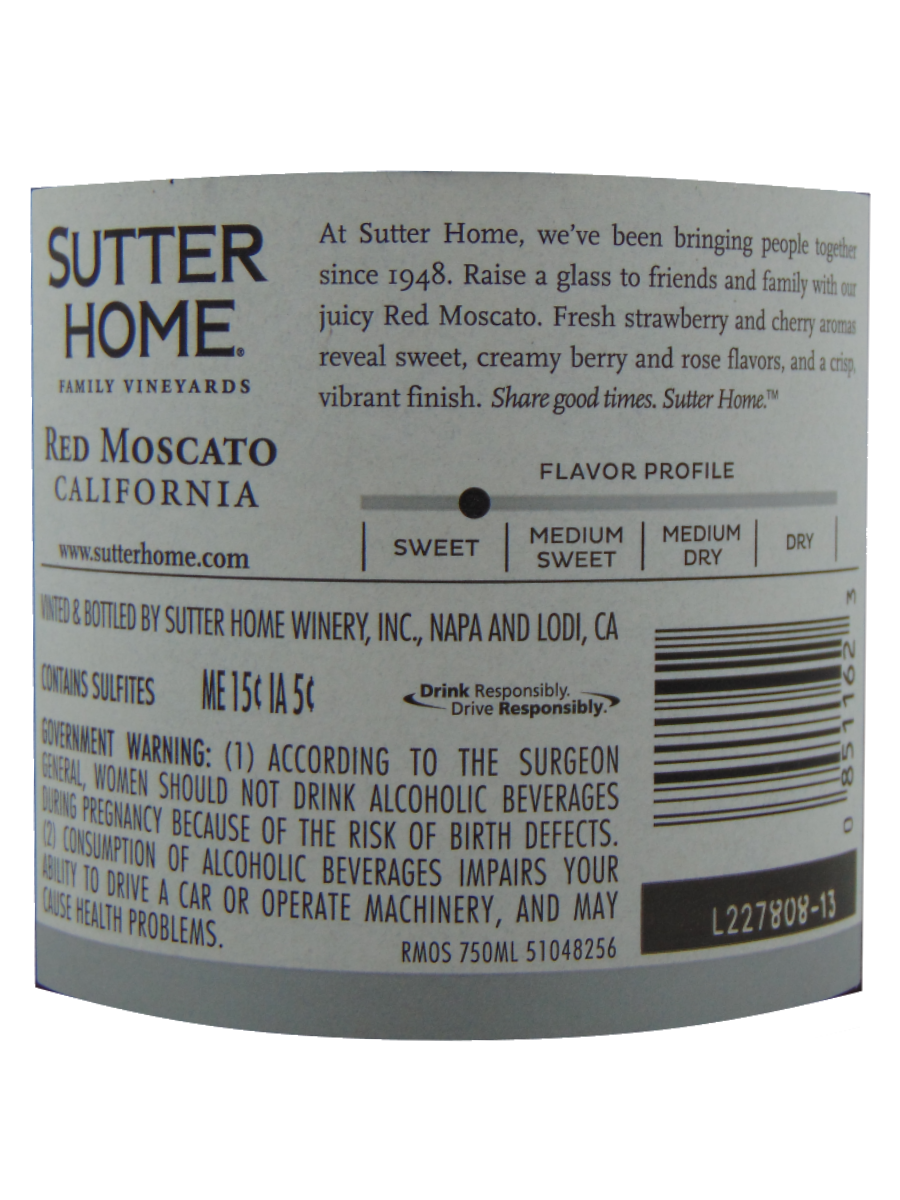 SUTTER
HOME®
FAMILY VINEYARDS
RED MOSCATO
CALIFORNIA
www.sutterhome.com
At Sutter Home, we've been bringing people together
since 1948. Raise a glass to friends and family with our
juicy Red Moscato. Fresh strawberry and cherry aromas
reveal sweet, creamy berry and rose flavors, and a crisp,
vibrant finish. Share good times. Sutter Home.™
FLAVOR PROFILE
SWEET
MEDIUM
SWEET
MEDIUM
DRY
DRY
VINTED & BOTTLED BY SUTTER HOME WINERY, INC., NAPA AND LODI, CA
CONTAINS SULFITES
ME 15¢ IA 5¢
Drink Responsibly.
Drive Responsibly.
GOVERNMENT WARNING: (1) ACCORDING TO THE SURGEON
GENERAL, WOMEN SHOULD NOT DRINK ALCOHOLIC BEVERAGES
DURING PREGNANCY BECAUSE OF THE RISK OF BIRTH DEFECTS.
(2) CONSUMPTION OF ALCOHOLIC BEVERAGES IMPAIRS YOUR
ABILITY TO DRIVE A CAR OR OPERATE MACHINERY, AND MAY
CAUSE HEALTH PROBLEMS.
RMOS 750ML 51048256
0 85111623
L227808-13